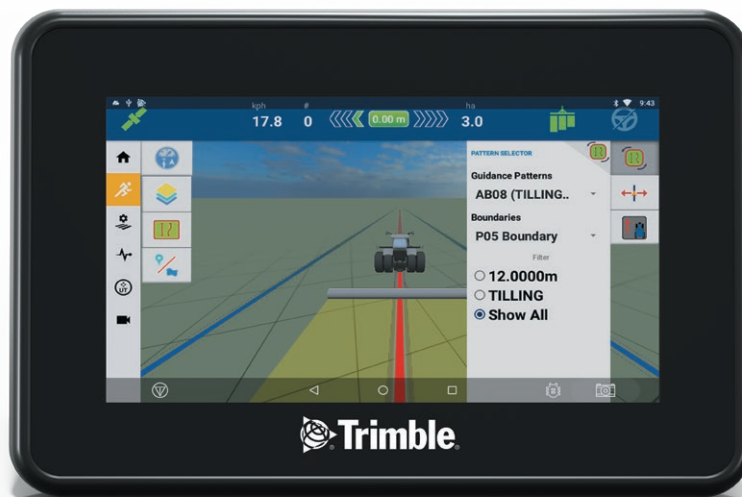 9:43
kph
#
ha
17.8
0
0.00 m
3.0
PATTERN SELECTOR
Guidance Patterns
AB08 (TILLING..
Boundaries
P05 Boundary
Filter
12.0000m
TILLING
Show All
UT
Trimble